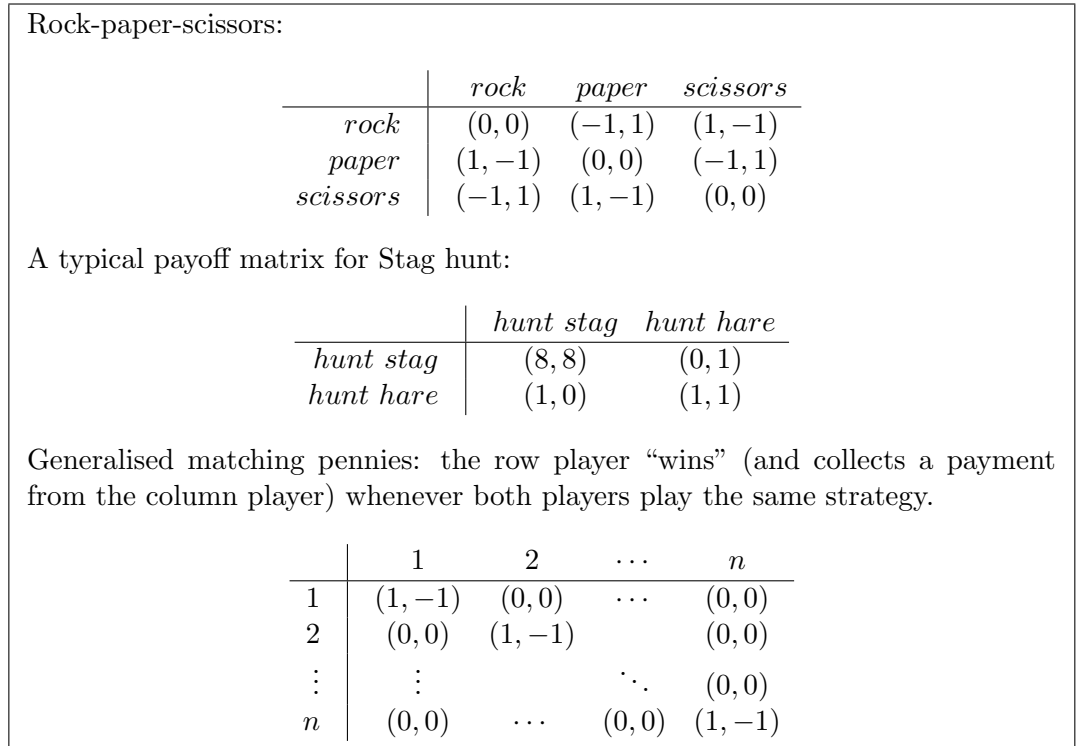 Rock-paper-scissors:
rock paper scissors
rock (0, 0) (−1, 1) (1, −1)
paper (1, −1) (0, 0) (−1, 1)
scissors (−1, 1) (1, −1) (0, 0)
A typical payoff matrix for Stag hunt:
hunt stag hunt hare
hunt stag (8, 8) (0, 1)
hunt hare (1, 0) (1, 1)
Generalised matching pennies: the row player “wins” (and collects a payment
from the column player) whenever both players play the same strategy.
1 2 ⋯ n
1 (1, −1) (0, 0) ⋯ (0, 0)
2 (0, 0) (1, −1) (0, 0)
⋮ ⋮ ⋱ (0, 0)
n (0, 0) ⋯ (0, 0) (1, −1)